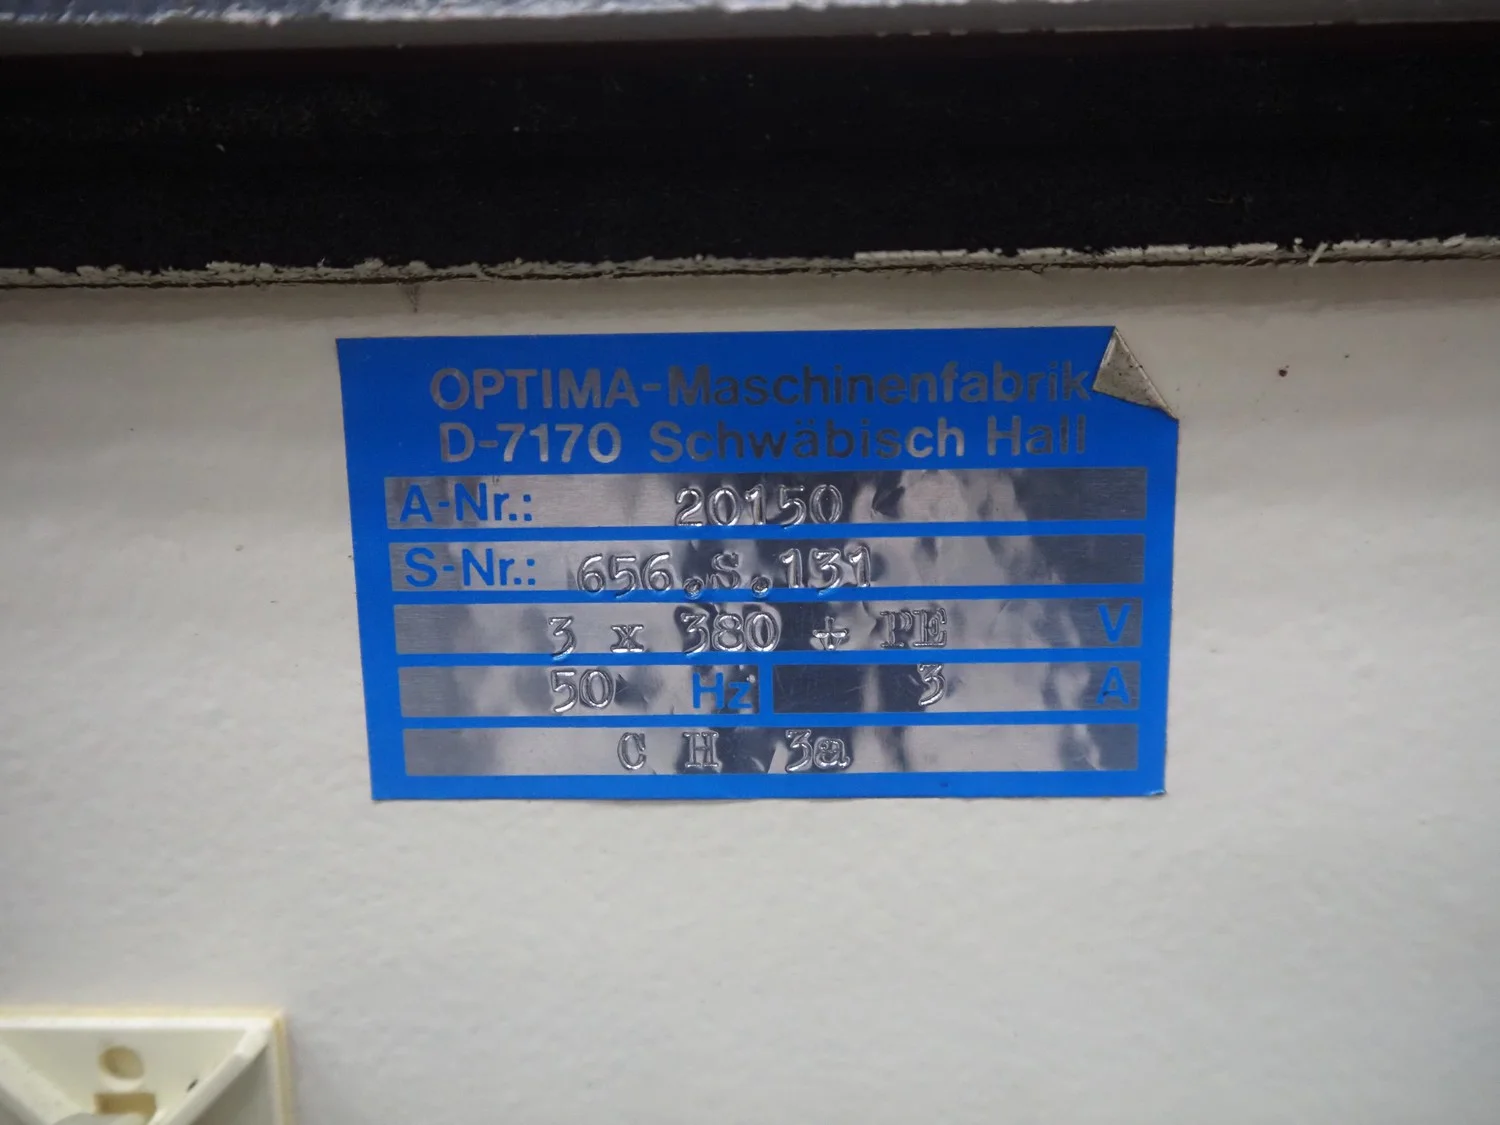 OPTIMA-Maschinenfabrik
D-7170 Schwäbisch Hall
A-Nr.: 20150
S-Nr.: 656.S.131
3 x 380 + PE V
50 Hz 3 A
C H 3a